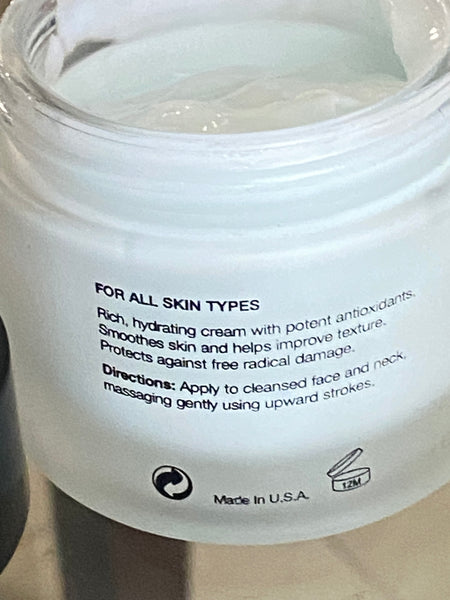 FOR ALL SKIN TYPES
Rich, hydrating cream with potent antioxidants.
Smoothes skin and helps improve texture.
Protects against free radical damage.
Directions: Apply to cleansed face and neck,
massaging gently using upward strokes.
Made In U.S.A.
12M